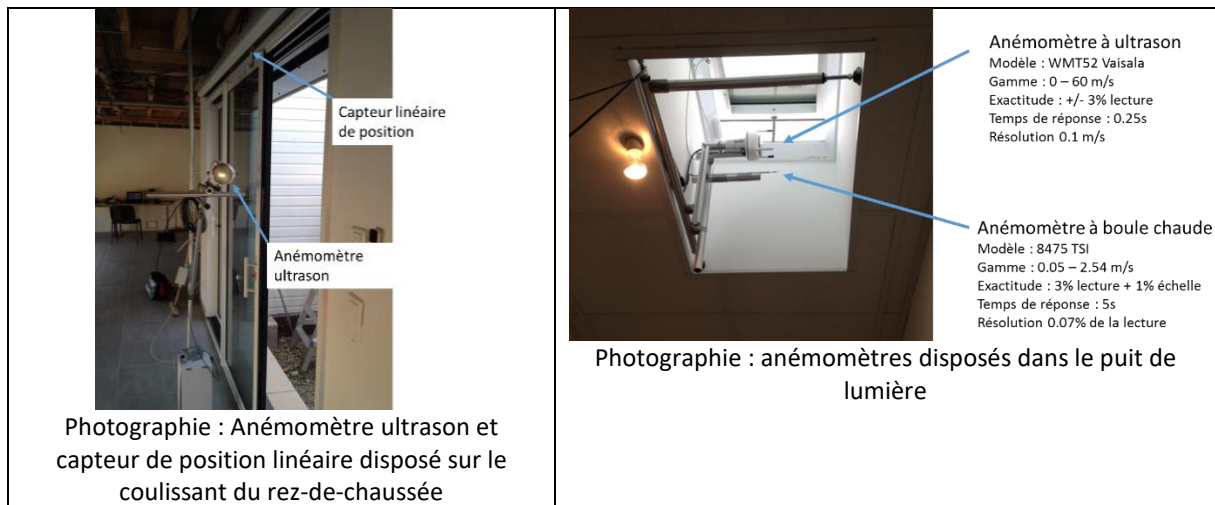 Capteur linéaire
de position
Anémomètre
ultrason
Photographie : Anémomètre ultrason et
capteur de position linéaire disposé sur le
coulissant du rez-de-chaussée
Anémomètre à ultrason
Modèle : WMT52 Vaisala
Gamme : 0 – 60 m/s
Exactitude : +/- 3% lecture
Temps de réponse : 0.25s
Résolution 0.1 m/s
Anémomètre à boule chaude
Modèle : 8475 TSI
Gamme : 0.05 – 2.54 m/s
Exactitude : 3% lecture + 1% échelle
Temps de réponse : 5s
Résolution 0.07% de la lecture
Photographie : anémomètres disposés dans le puit de
lumière